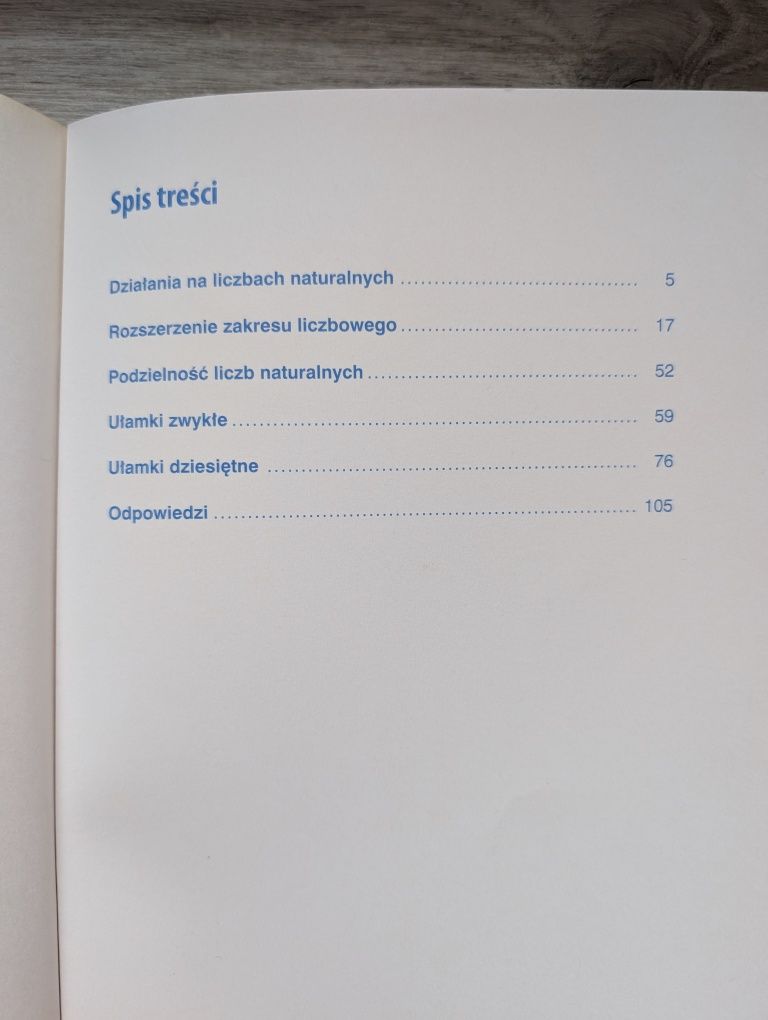 Spis treści
Działania na liczbach naturalnych ................................... 5
Rozszerzenie zakresu liczbowego ................................... 17
Podzielność liczb naturalnych ........................................ 52
Ułamki zwykłe ............................................................ 59
Ułamki dziesiętne ....................................................... 76
Odpowiedzi ............................................................... 105